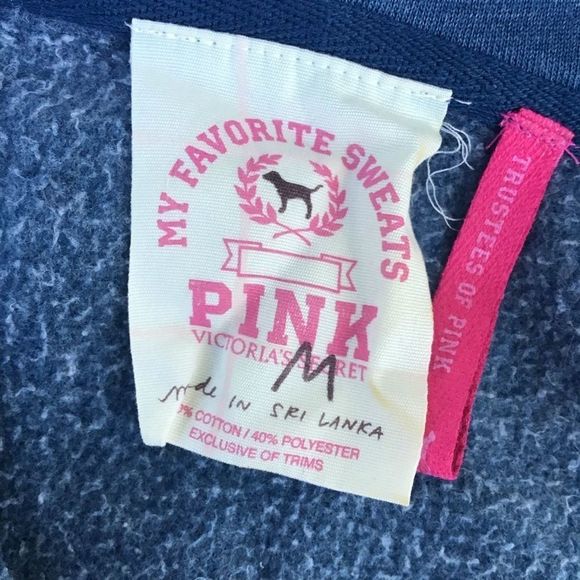 MY FAVORITE SWEATS
PINK
VICTORIA'S SECRET
M
made IN SRI LANKA
% COTTON / 40% POLYESTER
EXCLUSIVE OF TRIMS
TRUSTEES OF PINK